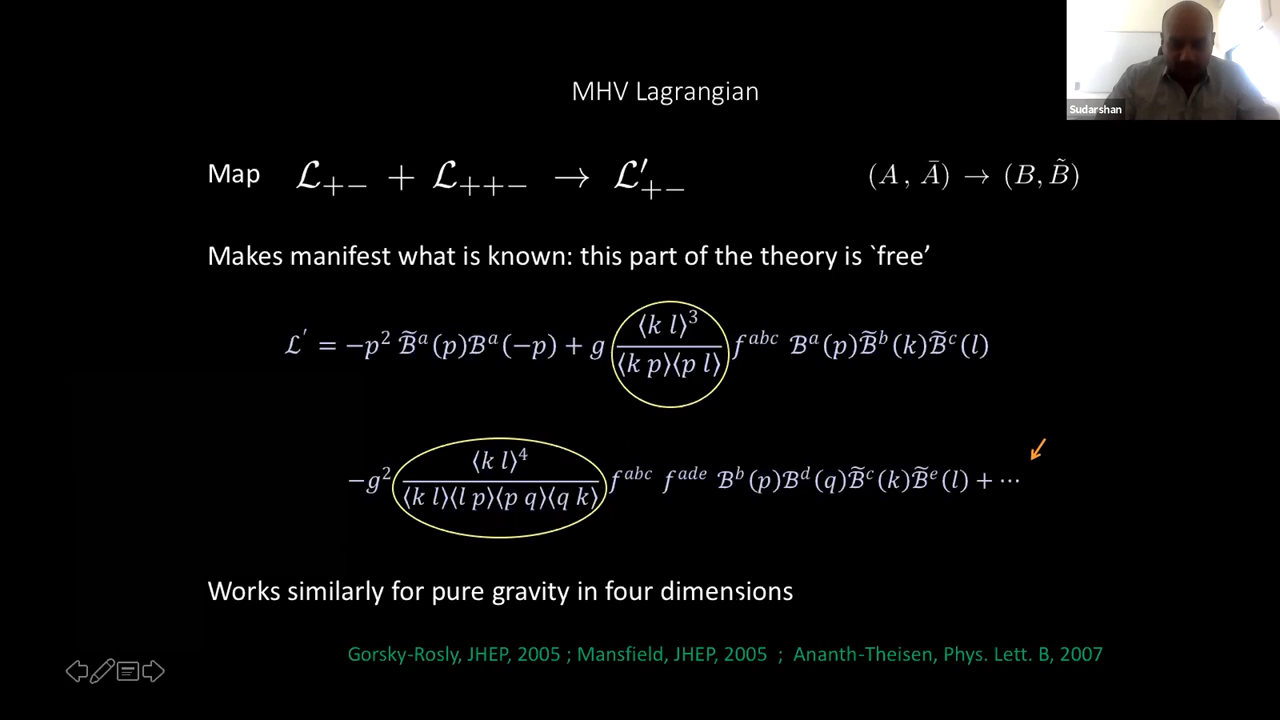 Sudarshan
MHV Lagrangian
Map ℒ₊₋ + ℒ₊₊₋ → ℒ′₊₋ (A , Ā) → (B, B̃)
Makes manifest what is known: this part of the theory is `free’
ℒ′ = −p² ℬ̃ᵃ(p)ℬᵃ(−p) + g ⟨k l⟩³ / ⟨k p⟩⟨p l⟩ fᵃᵇᶜ ℬᵃ(p)ℬ̃ᵇ(k)ℬ̃ᶜ(l)
−g² ⟨k l⟩⁴ / ⟨k l⟩⟨l p⟩⟨p q⟩⟨q k⟩ fᵃᵇᶜ fᵃᵈᵉ ℬᵇ(p)ℬᵈ(q)ℬ̃ᶜ(k)ℬ̃ᵉ(l) + ⋯
Works similarly for pure gravity in four dimensions
Gorsky-Rosly, JHEP, 2005 ; Mansfield, JHEP, 2005 ; Ananth-Theisen, Phys. Lett. B, 2007